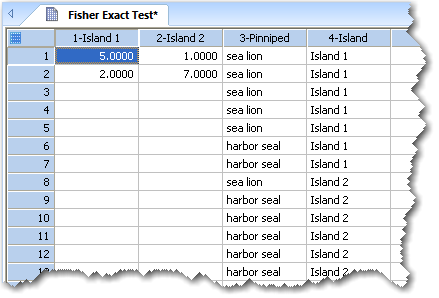 Fisher Exact Test*
1-Island 1 2-Island 2 3-Pinniped 4-Island
1 5.0000 1.0000 sea lion Island 1
2 2.0000 7.0000 sea lion Island 1
3 sea lion Island 1
4 sea lion Island 1
5 sea lion Island 1
6 harbor seal Island 1
7 harbor seal Island 1
8 sea lion Island 2
9 harbor seal Island 2
10 harbor seal Island 2
11 harbor seal Island 2
12 harbor seal Island 2
harbor seal Island 2